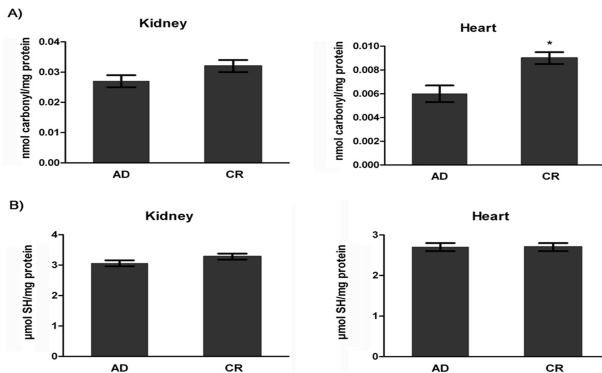 A)
Kidney
nmol carbonyl/mg protein
0.04
0.03
0.02
0.01
0.00
AD CR
Heart
*
nmol carbonyl/mg protein
0.010
0.008
0.006
0.004
0.002
0.000
AD CR
B)
Kidney
µmol SH/mg protein
5
4
3
2
1
0
AD CR
Heart
µmol SH/mg protein
3
2
1
0
AD CR